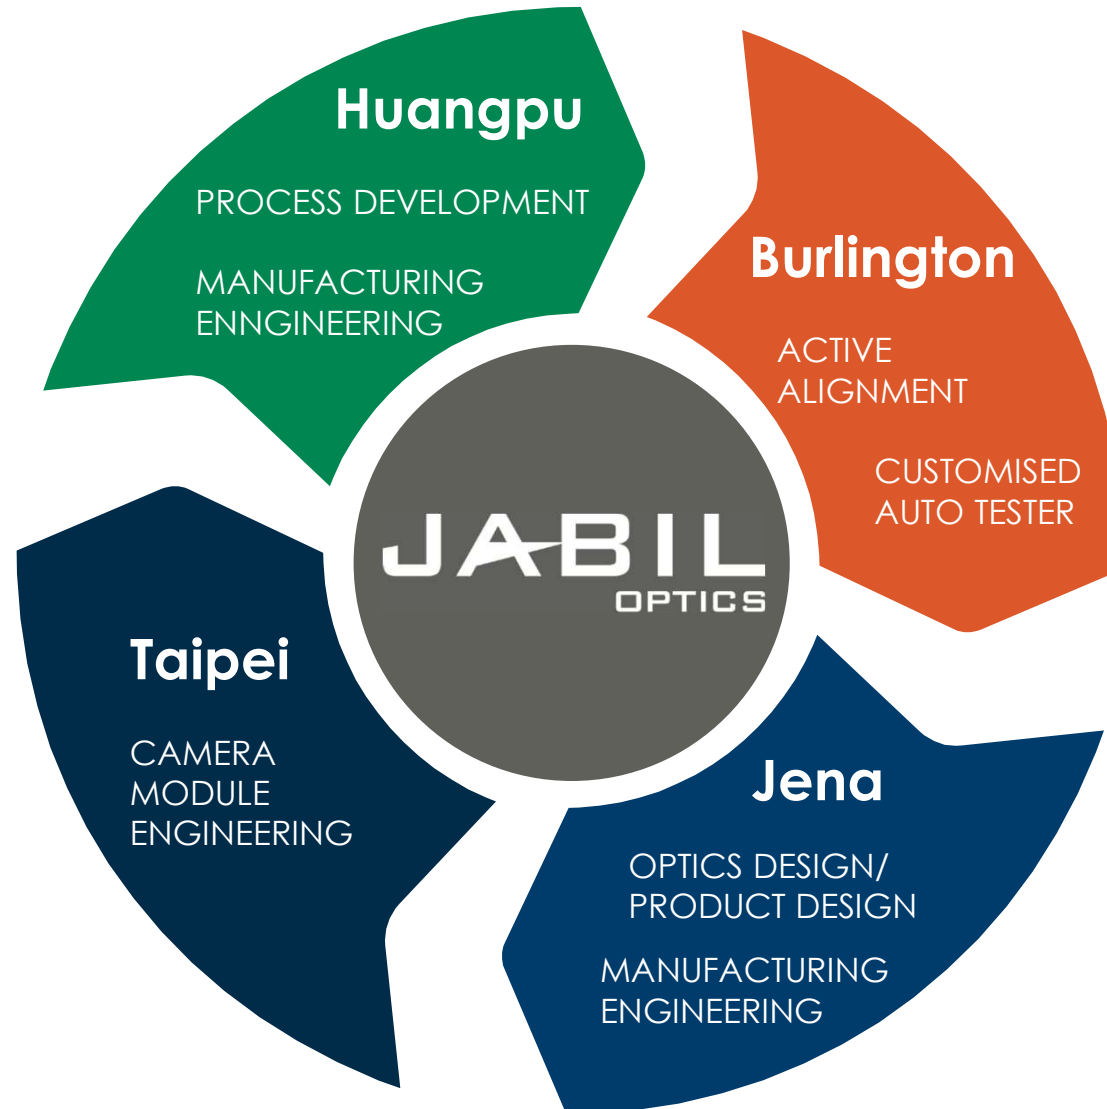 Huangpu
PROCESS DEVELOPMENT
MANUFACTURING
ENNGINEERING
Burlington
ACTIVE
ALIGNMENT
CUSTOMISED
AUTO TESTER
JABIL
OPTICS
Taipei
CAMERA
MODULE
ENGINEERING
Jena
OPTICS DESIGN/
PRODUCT DESIGN
MANUFACTURING
ENGINEERING